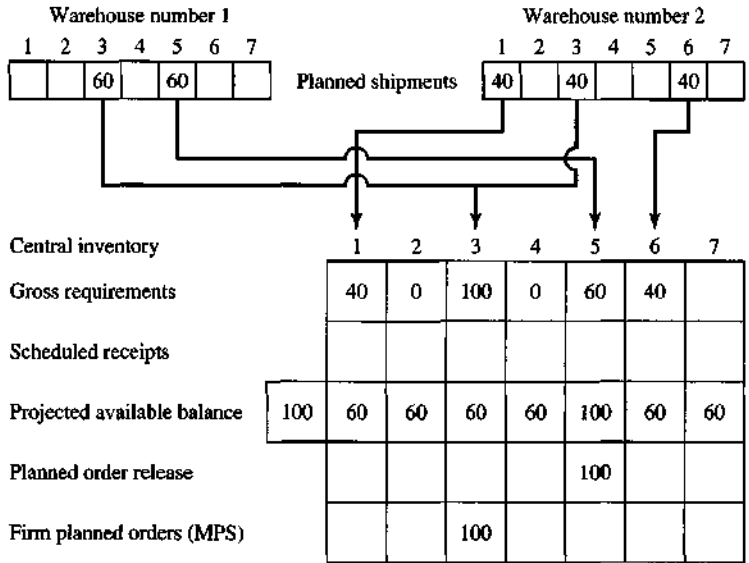 Warehouse number 1 Warehouse number 2
1 2 3 4 5 6 7 1 2 3 4 5 6 7
60 60 Planned shipments 40 40 40
Central inventory 1 2 3 4 5 6 7
Gross requirements 40 0 100 0 60 40
Scheduled receipts
Projected available balance 100 60 60 60 60 100 60 60
Planned order release 100
Firm planned orders (MPS) 100